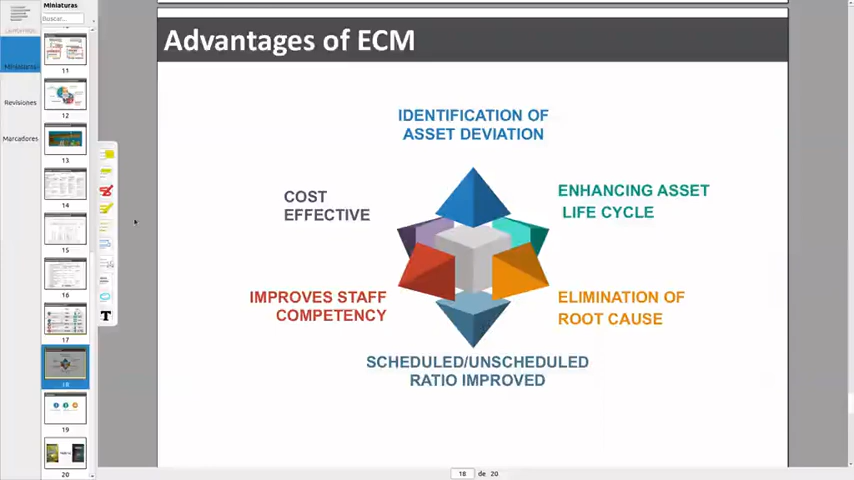 Miniaturas
Buscar...
Miniaturas
Revisiones
Marcadores
11
12
13
14
15
16
17
18
19
20
T
Advantages of ECM
IDENTIFICATION OF
ASSET DEVIATION
COST
EFFECTIVE
ENHANCING ASSET
LIFE CYCLE
IMPROVES STAFF
COMPETENCY
ELIMINATION OF
ROOT CAUSE
SCHEDULED/UNSCHEDULED
RATIO IMPROVED
18 de 20